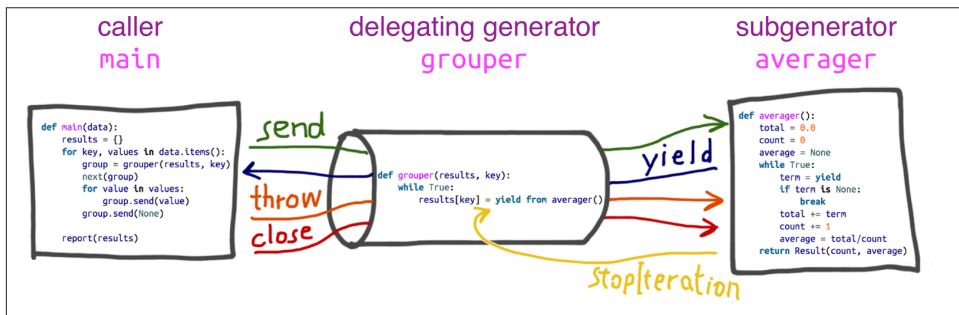 caller
main
delegating generator
grouper
subgenerator
averager
def main(data):
    results = {}
    for key, values in data.items():
        group = grouper(results, key)
        next(group)
        for value in values:
            group.send(value)
        group.send(None)

    report(results)
send
throw
close
def grouper(results, key):
    while True:
        results[key] = yield from averager()
yield
StopIteration
def averager():
    total = 0.0
    count = 0
    average = None
    while True:
        term = yield
        if term is None:
            break
        total += term
        count += 1
        average = total/count
    return Result(count, average)